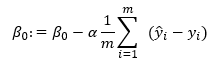 β₀ := β₀ − α (1/m) ∑ᵢ₌₁ᵐ (ŷᵢ − yᵢ)